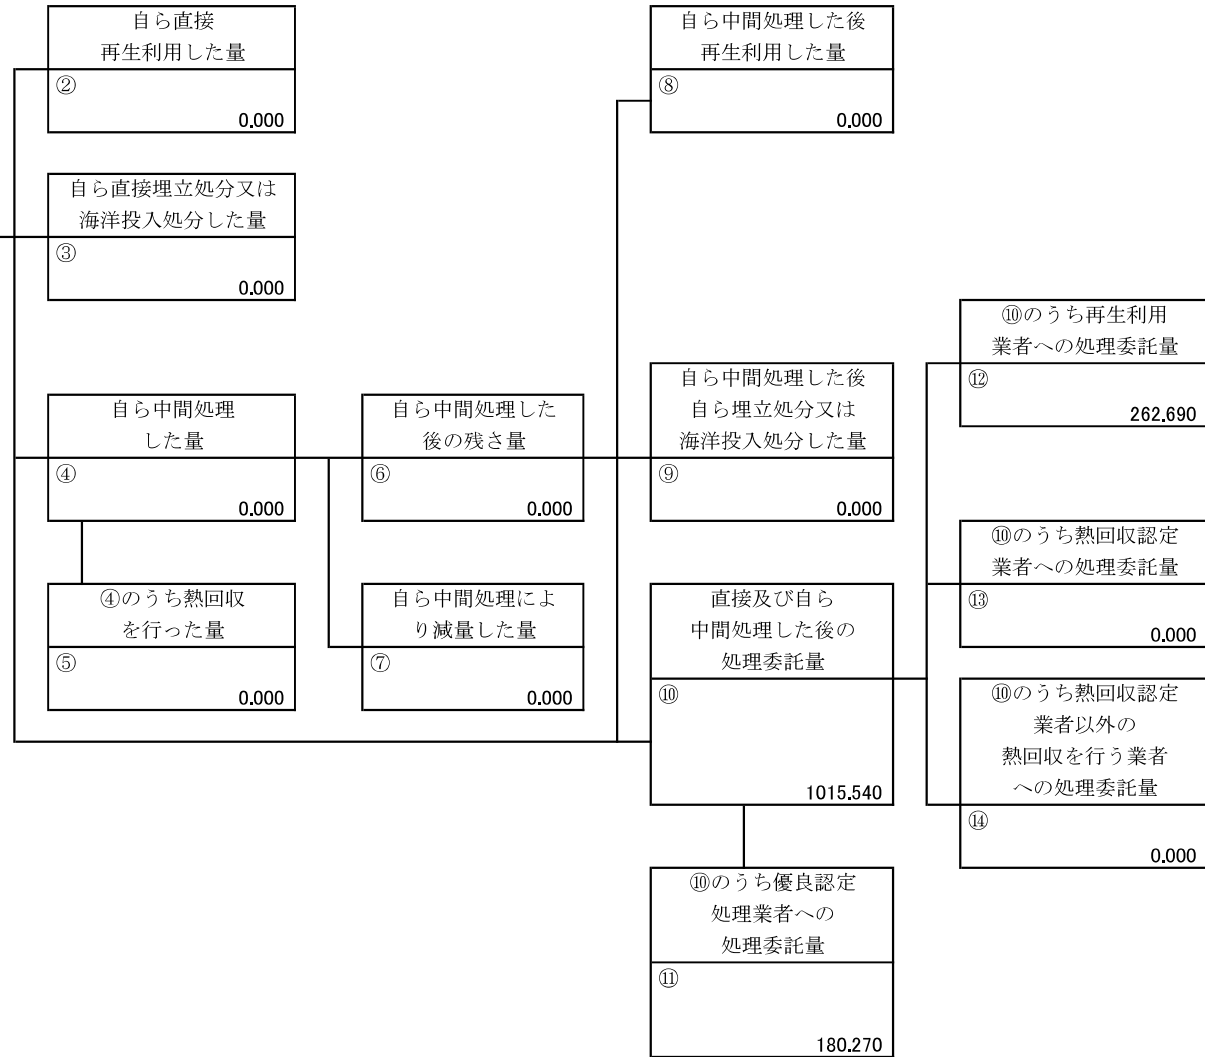 自ら直接
再生利用した量
②
0.000
自ら中間処理した後
再生利用した量
⑧
0.000
自ら直接埋立処分又は
海洋投入処分した量
③
0.000
⑩のうち再生利用
業者への処理委託量
⑫
262.690
自ら中間処理
した量
④
0.000
自ら中間処理した
後の残さ量
⑥
0.000
自ら中間処理した後
自ら埋立処分又は
海洋投入処分した量
⑨
0.000
⑩のうち熱回収認定
業者への処理委託量
⑬
0.000
④のうち熱回収
を行った量
⑤
0.000
自ら中間処理によ
り減量した量
⑦
0.000
直接及び自ら
中間処理した後の
処理委託量
⑩
1015.540
⑩のうち熱回収認定
業者以外の
熱回収を行う業者
への処理委託量
⑭
0.000
⑩のうち優良認定
処理業者への
処理委託量
⑪
180.270